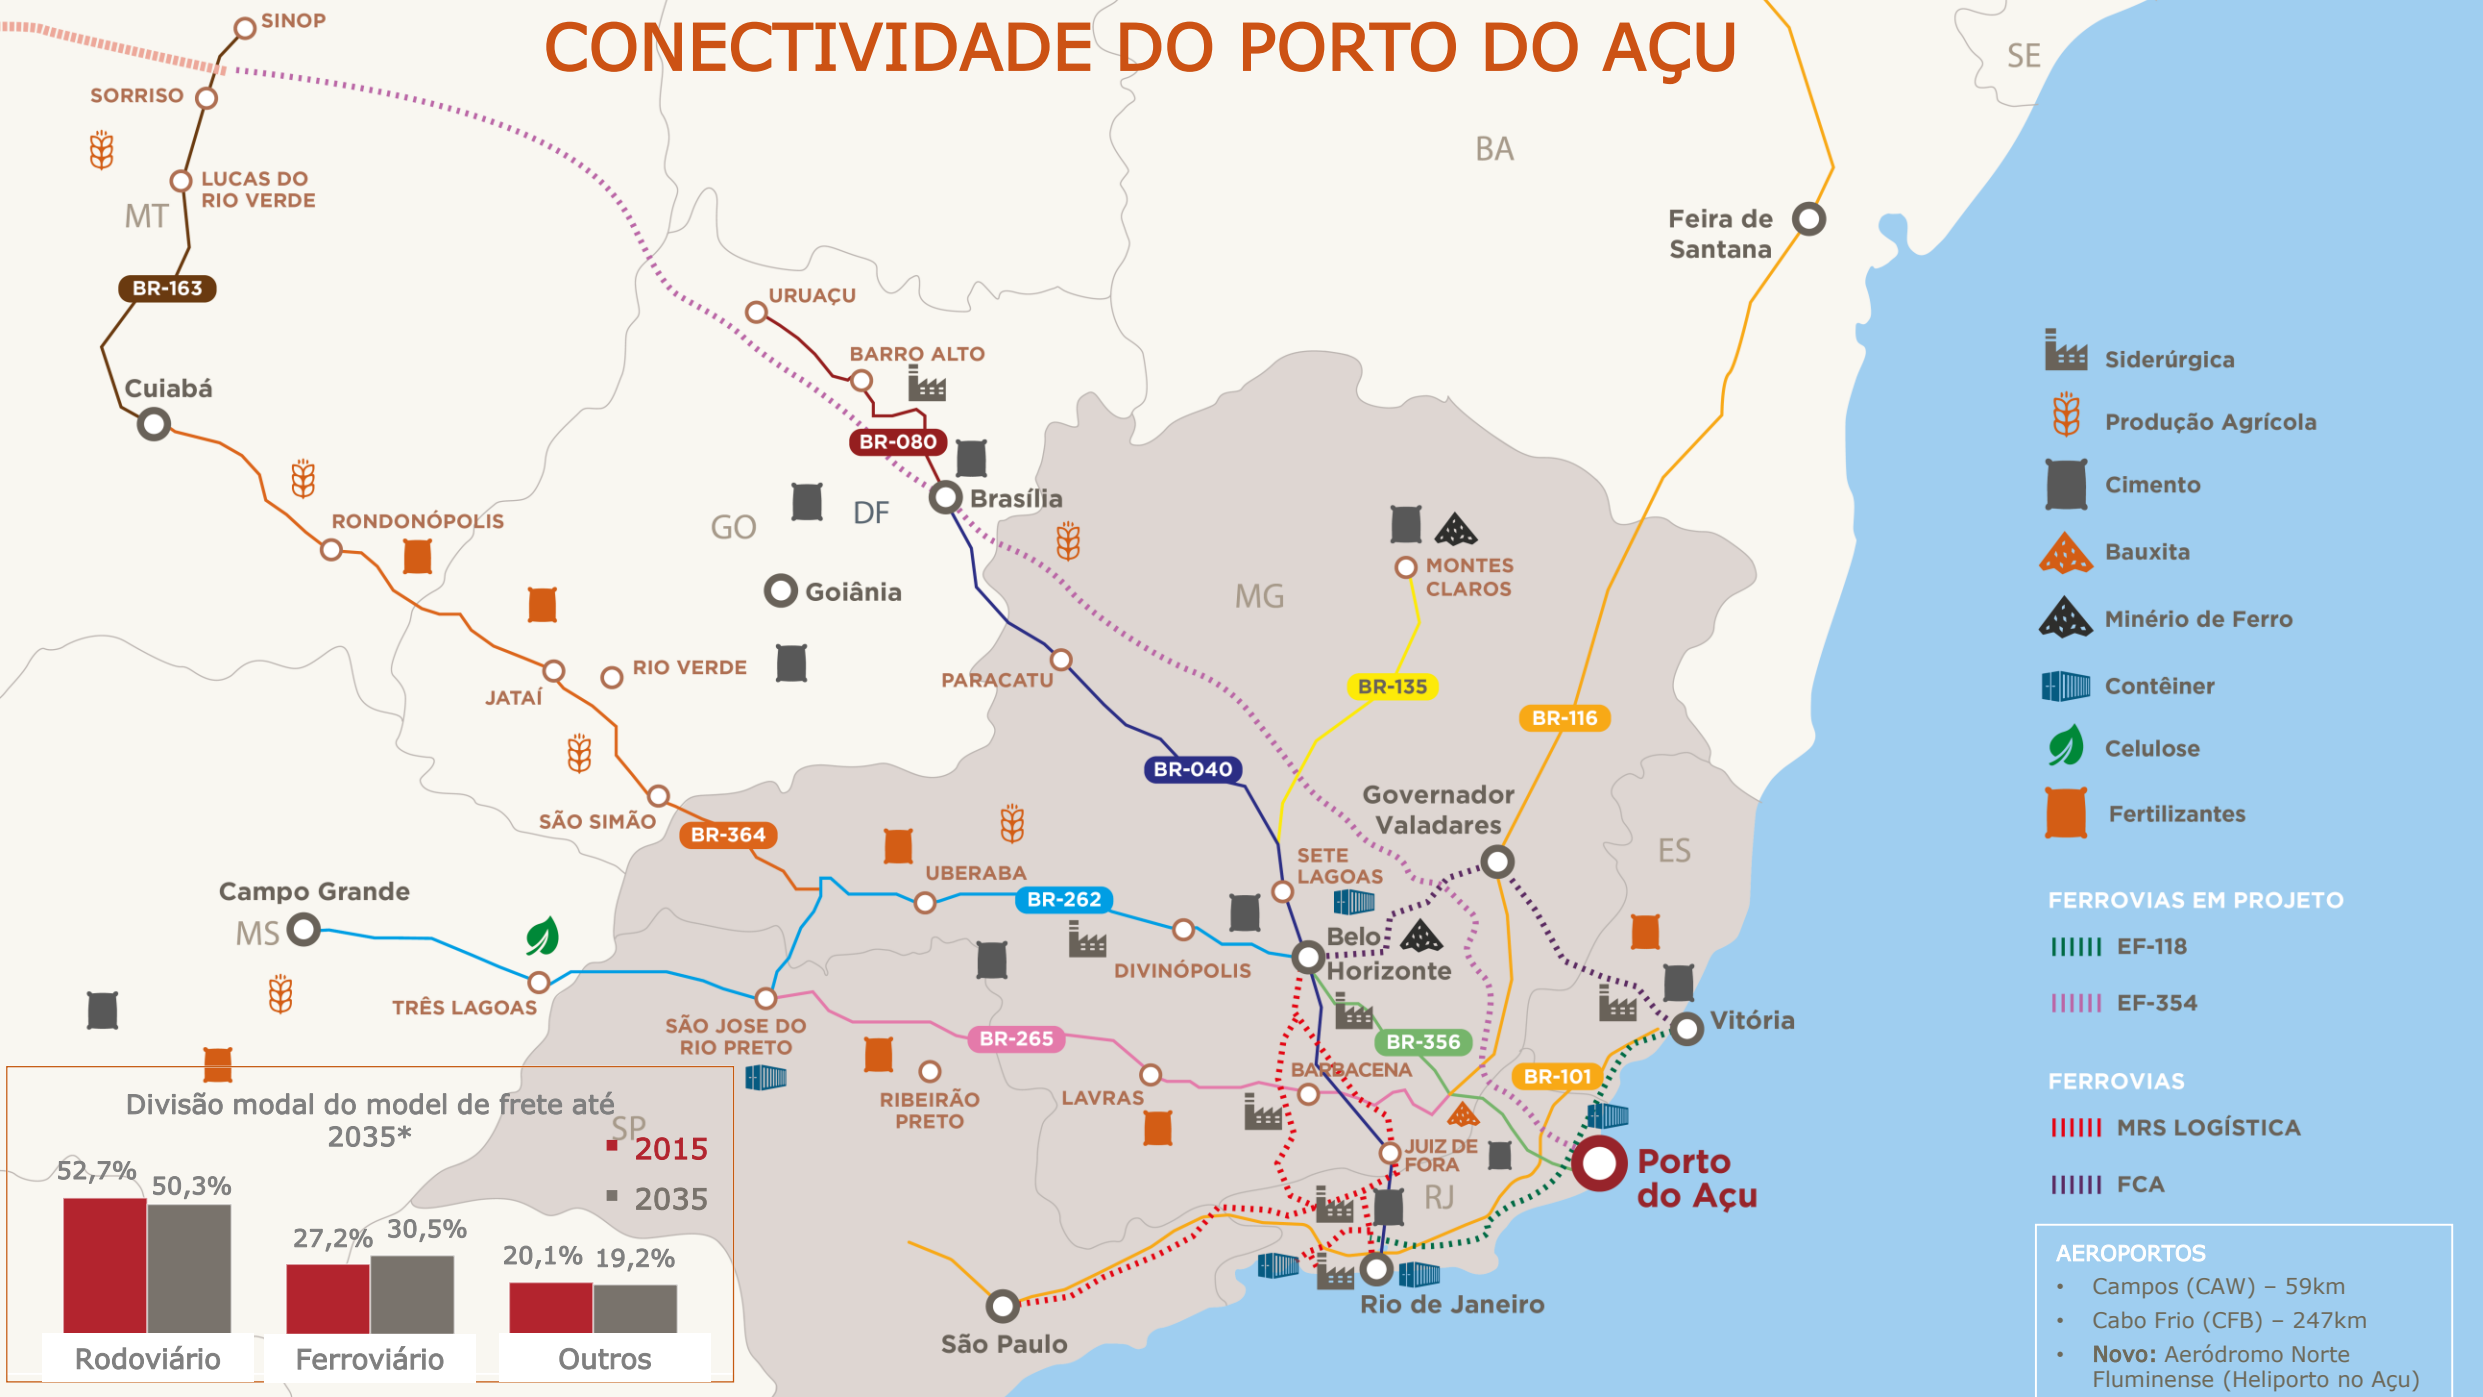 CONECTIVIDADE DO PORTO DO AÇU
SINOP
SORRISO
LUCAS DO
RIO VERDE
MT
BR-163
Cuiabá
RONDONÓPOLIS
JATAÍ
RIO VERDE
SÃO SIMÃO
BR-364
URUAÇU
BARRO ALTO
BR-080
Brasília
DF
GO
Goiânia
PARACATU
BA
SE
Feira de
Santana
MG
MONTES
CLAROS
BR-135
BR-116
BR-040
Governador
Valadares
ES
SETE
LAGOAS
Belo
Horizonte
UBERABA
BR-262
DIVINÓPOLIS
Campo Grande
MS
TRÊS LAGOAS
SÃO JOSE DO
RIO PRETO
BR-265
RIBEIRÃO
PRETO
LAVRAS
BARBACENA
BR-356
BR-101
Vitória
JUIZ DE
FORA
RJ
Porto
do Açu
Rio de Janeiro
São Paulo
SP
Siderúrgica
Produção Agrícola
Cimento
Bauxita
Minério de Ferro
Contêiner
Celulose
Fertilizantes
FERROVIAS EM PROJETO
EF-118
EF-354
FERROVIAS
MRS LOGÍSTICA
FCA
AEROPORTOS
• Campos (CAW) – 59km
• Cabo Frio (CFB) – 247km
• Novo: Aeródromo Norte
Fluminense (Heliporto no Açu)
Divisão modal do model de frete até
2035*
2015
2035
52,7%
50,3%
27,2%
30,5%
20,1%
19,2%
Rodoviário
Ferroviário
Outros